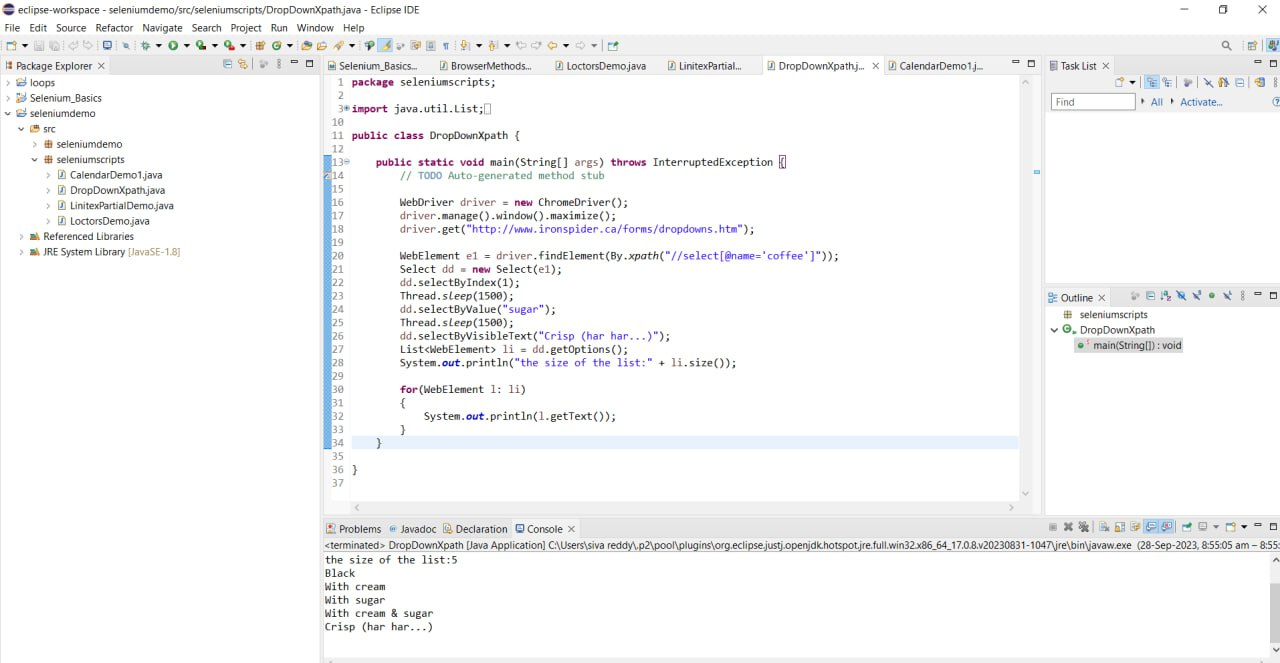 eclipse-workspace - seleniumdemo/src/seleniumscripts/DropDownXpath.java - Eclipse IDE
File Edit Source Refactor Navigate Search Project Run Window Help
Package Explorer
loops
Selenium_Basics
seleniumdemo
src
seleniumdemo
seleniumscripts
CalendarDemo1.java
DropDownXpath.java
LinitexPartialDemo.java
LoctorsDemo.java
Referenced Libraries
JRE System Library [JavaSE-1.8]
Selenium_Basics... BrowserMethods... LoctorsDemo.java LinitexPartial... DropDownXpath.j... CalendarDemo1.j...
1 package seleniumscripts;
2
3 import java.util.List;
10
11 public class DropDownXpath {
12
13 public static void main(String[] args) throws InterruptedException {
14 // TODO Auto-generated method stub
15
16 WebDriver driver = new ChromeDriver();
17 driver.manage().window().maximize();
18 driver.get("http://www.ironspider.ca/forms/dropdowns.htm");
19
20 WebElement e1 = driver.findElement(By.xpath("//select[@name='coffee']"));
21 Select dd = new Select(e1);
22 dd.selectByIndex(1);
23 Thread.sleep(1500);
24 dd.selectByValue("sugar");
25 Thread.sleep(1500);
26 dd.selectByVisibleText("Crisp (har har...)");
27 List<WebElement> li = dd.getOptions();
28 System.out.println("the size of the list:" + li.size());
29
30 for(WebElement l: li)
31 {
32 System.out.println(l.getText());
33 }
34 }
35
36 }
37
Task List
Find All Activate...
Outline
seleniumscripts
DropDownXpath
main(String[]) : void
Problems Javadoc Declaration Console
<terminated> DropDownXpath [Java Application] C:\Users\siva reddy\.p2\pool\plugins\org.eclipse.justj.openjdk.hotspot.jre.full.win32.x86_64_17.0.8.v20230831-1047\jre\bin\javaw.exe (28-Sep-2023, 8:55:05 am – 8:55:
the size of the list:5
Black
With cream
With sugar
With cream & sugar
Crisp (har har...)